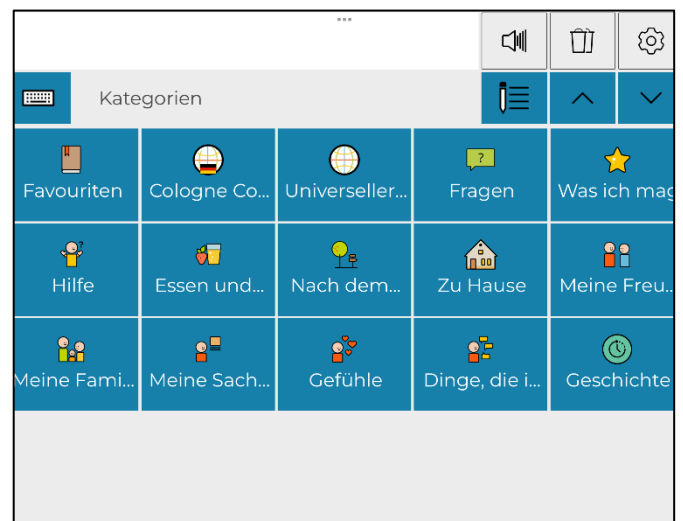 Kategorien
Favouriten
Cologne Co...
Universeller...
Fragen
Was ich mag
Hilfe
Essen und...
Nach dem...
Zu Hause
Meine Freu..
Meine Fami...
Meine Sach...
Gefühle
Dinge, die i...
Geschichte